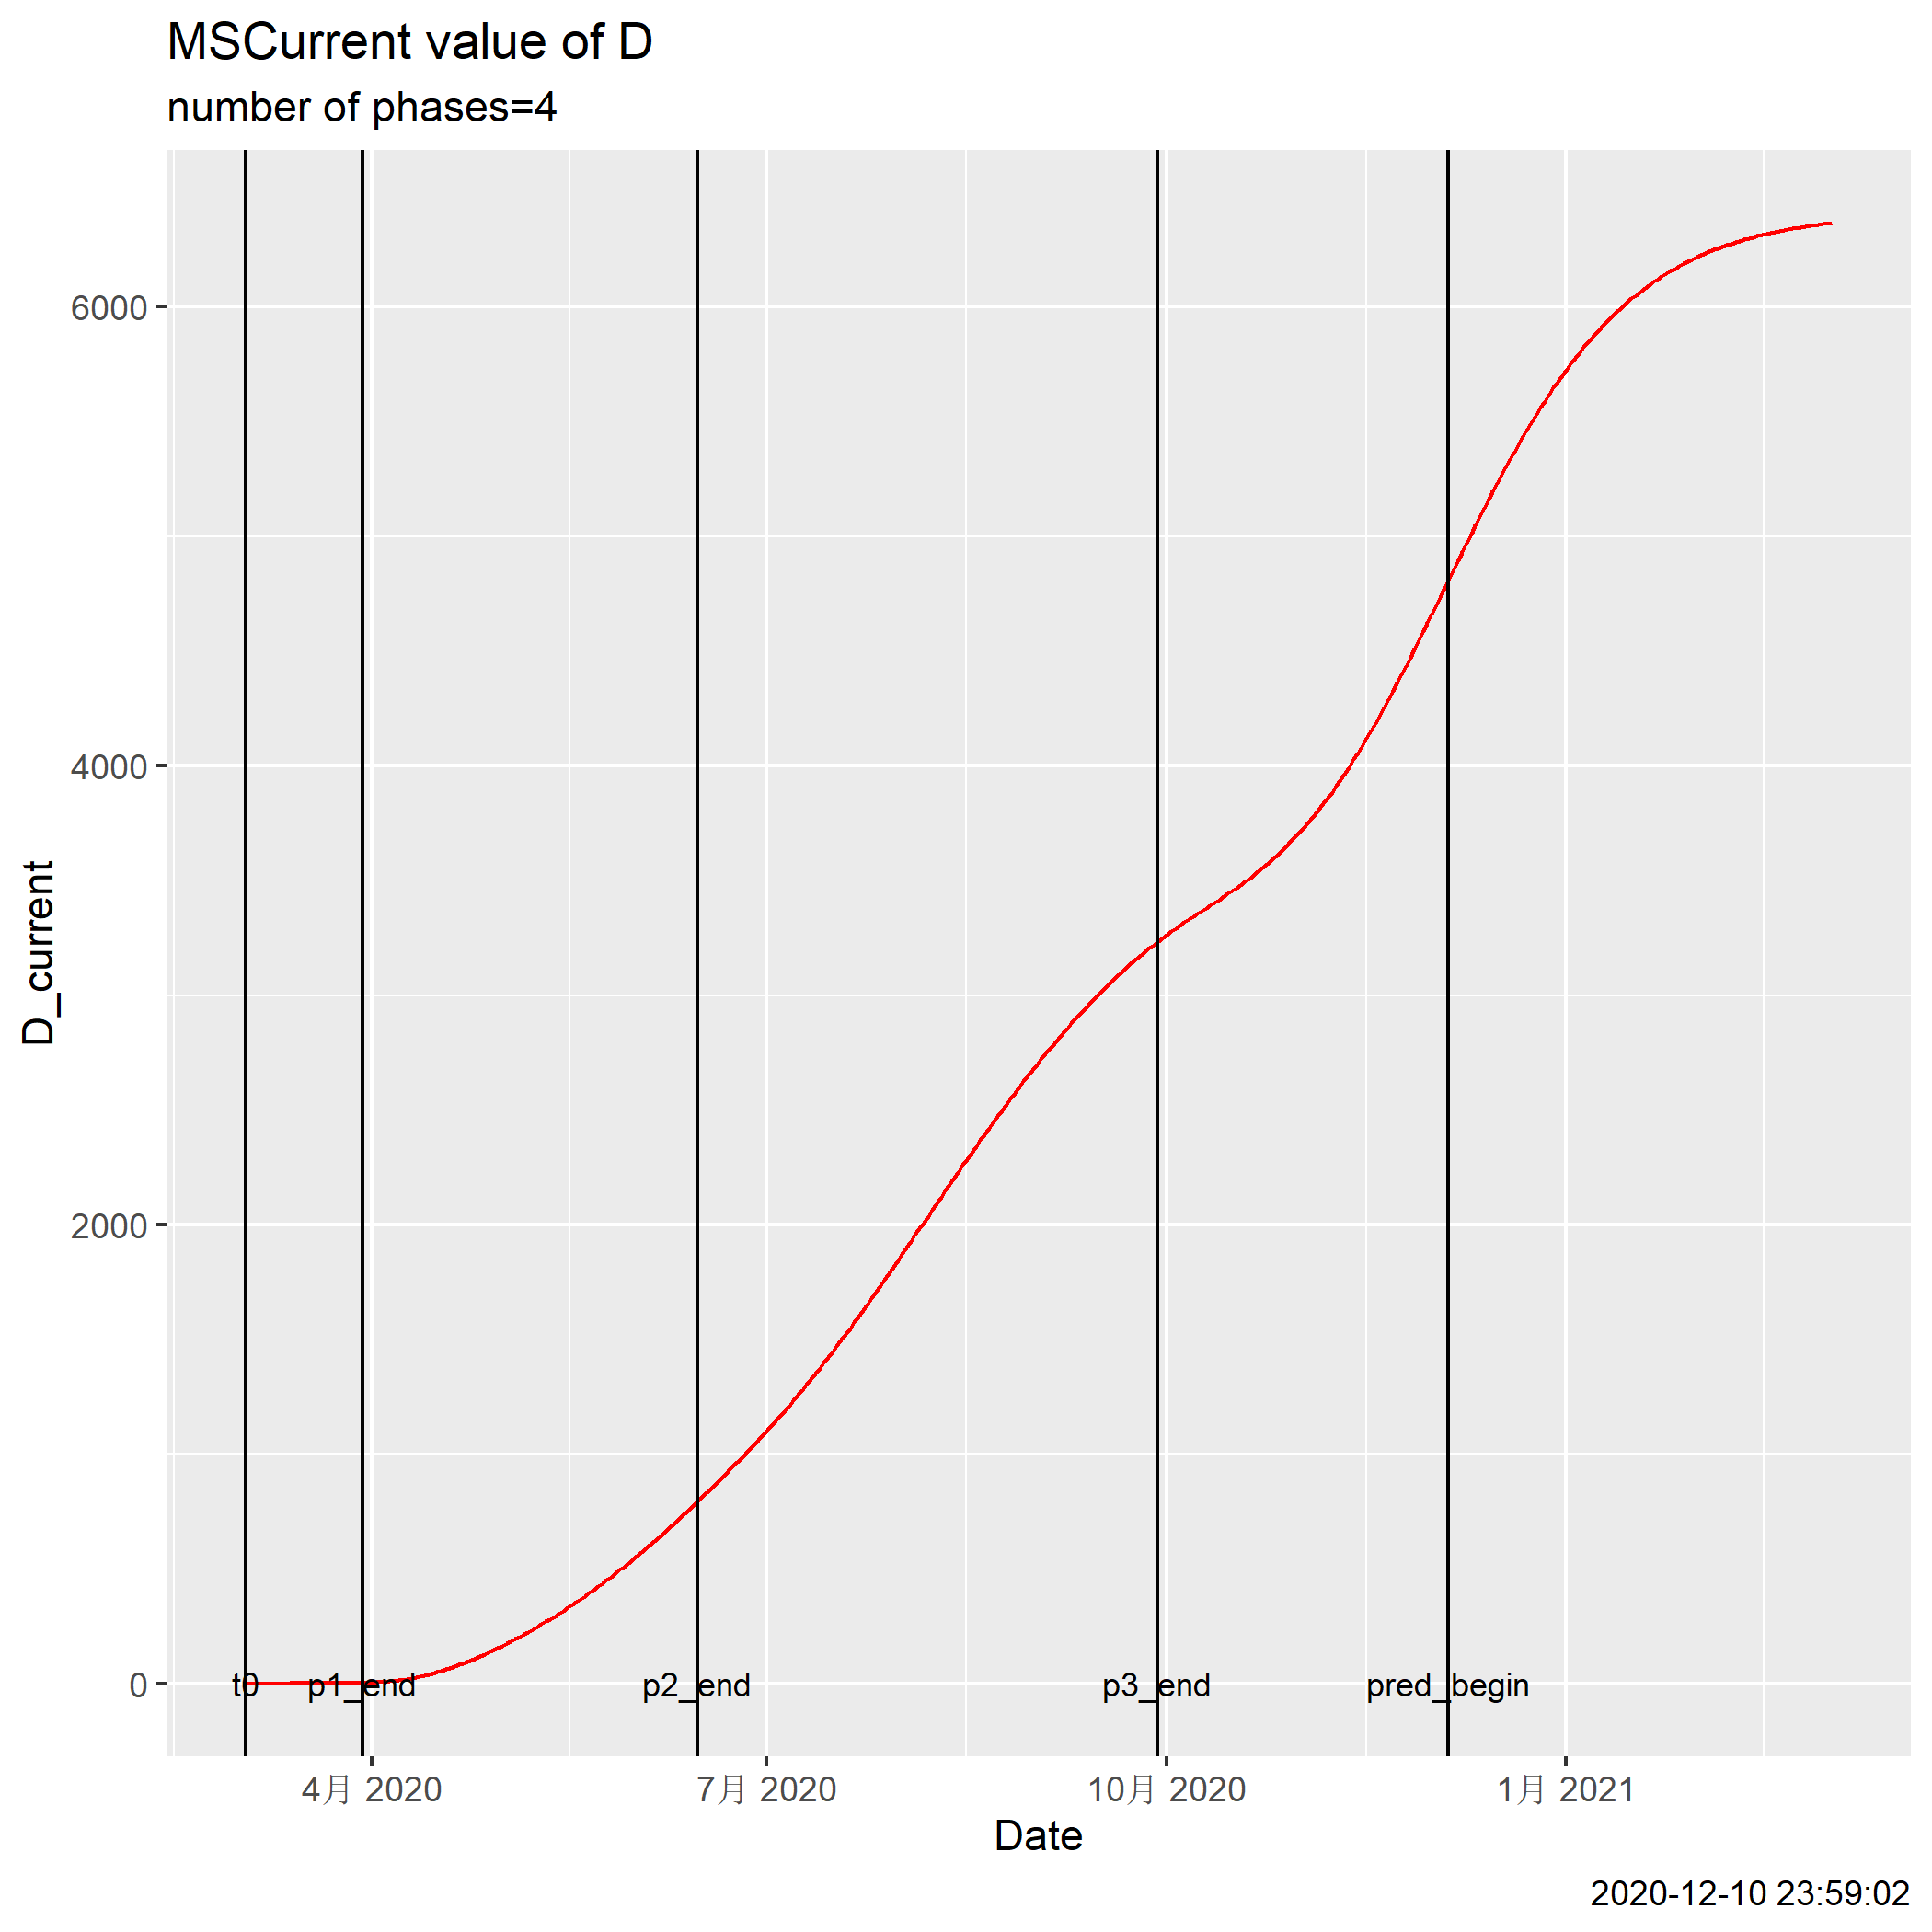 MSCurrent value of D
number of phases=4
6000
4000
2000
0
D_current
t0
p1_end
p2_end
p3_end
pred_begin
4月 2020
7月 2020
10月 2020
1月 2021
Date
2020-12-10 23:59:02